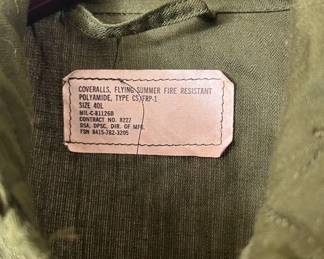 COVERALLS, FLYING SUMMER FIRE RESISTANT
POLYAMIDE, TYPE CS/FRP-1
SIZE 40L
MIL-C-81126B
CONTRACT NO. 8227
DSA, DPSC, DIR. OF MFG.
FSN 8415-782-3205